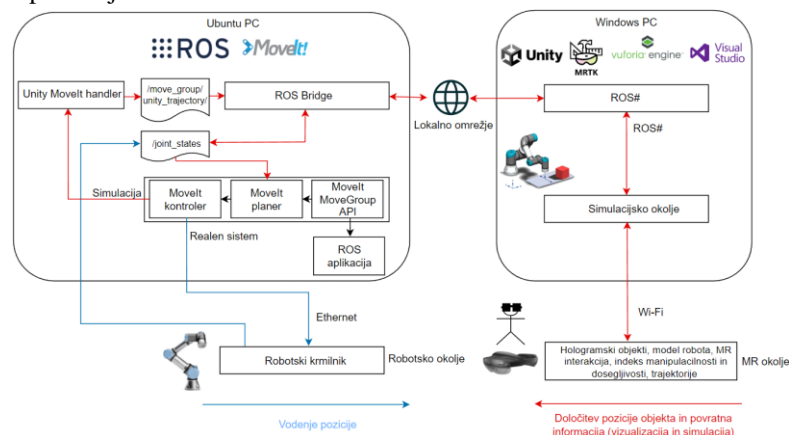 Ubuntu PC
ROS MoveIt!
Unity MoveIt handler
/move_group/
unity_trajectory/
ROS Bridge
/joint_states
Simulacija
MoveIt
kontroler
MoveIt
planer
MoveIt
MoveGroup
API
Realen sistem
ROS
aplikacija
Ethernet
Robotski krmilnik
Robotsko okolje
Vodenje pozicije
Lokalno omrežje
Windows PC
Unity
MRTK
vuforia engine
Visual
Studio
ROS#
ROS#
Simulacijsko okolje
Wi-Fi
Hologramski objekti, model robota, MR
interakcija, indeks manipulacilnosti in
dosegljivosti, trajektorije
MR okolje
Določitev pozicije objekta in povratna
informacija (vizualizacija in simulacija)